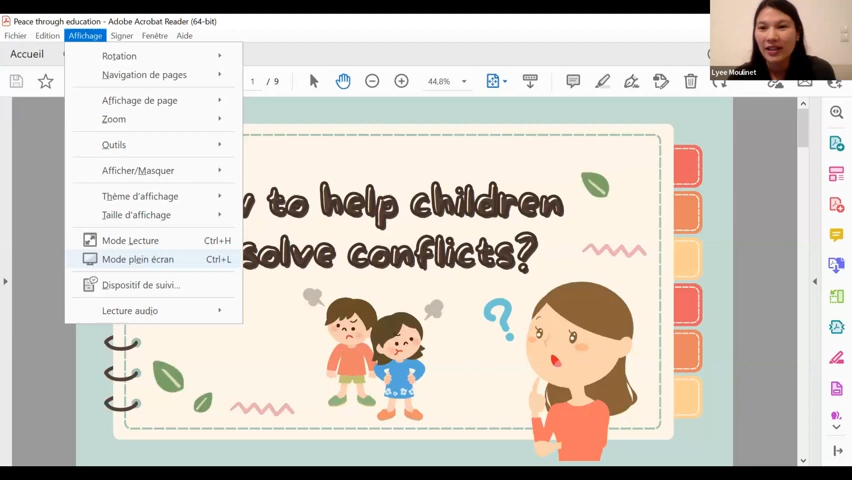 Peace through education - Adobe Acrobat Reader (64-bit)
Fichier Edition Affichage Signer Fenêtre Aide
Accueil
Rotation
Navigation de pages
Affichage de page
Zoom
Outils
Afficher/Masquer
Thème d'affichage
Taille d'affichage
Mode Lecture Ctrl+H
Mode plein écran Ctrl+L
Dispositif de suivi...
Lecture audio
1 / 9
44,8%
to help children
solve conflicts?
?
Lyee Moulinet